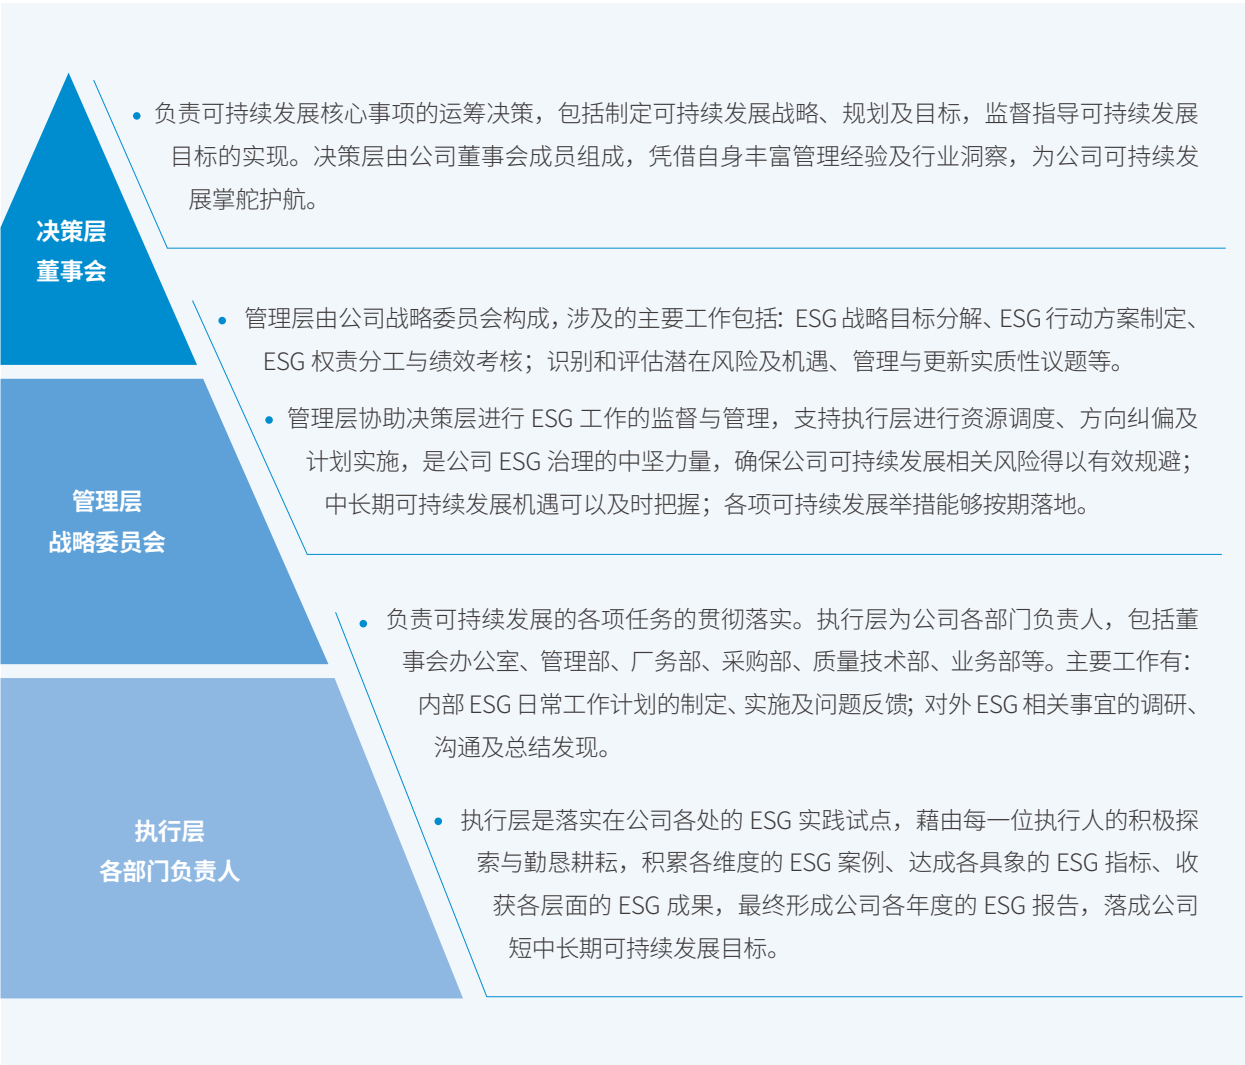 负责可持续发展核心事项的运筹决策，包括制定可持续发展战略、规划及目标，监督指导可持续发展
目标的实现。决策层由公司董事会成员组成，凭借自身丰富管理经验及行业洞察，为公司可持续发
展掌舵护航。
决策层
董事会
管理层由公司战略委员会构成，涉及的主要工作包括：ESG 战略目标分解、ESG 行动方案制定、
ESG 权责分工与绩效考核；识别和评估潜在风险及机遇、管理与更新实质性议题等。
管理层协助决策层进行 ESG 工作的监督与管理，支持执行层进行资源调度、方向纠偏及
计划实施，是公司 ESG 治理的中坚力量，确保公司可持续发展相关风险得以有效规避；
中长期可持续发展机遇可以及时把握；各项可持续发展举措能够按期落地。
管理层
战略委员会
负责可持续发展的各项任务的贯彻落实。执行层为公司各部门负责人，包括董
事会办公室、管理部、厂务部、采购部、质量技术部、业务部等。主要工作有：
内部 ESG 日常工作计划的制定、实施及问题反馈；对外 ESG 相关事宜的调研、
沟通及总结发现。
执行层是落实在公司各处的 ESG 实践试点，藉由每一位执行人的积极探
索与勤恳耕耘，积累各维度的 ESG 案例、达成各具象的 ESG 指标、收
获各层面的 ESG 成果，最终形成公司各年度的 ESG 报告，落成公司
短中长期可持续发展目标。
执行层
各部门负责人